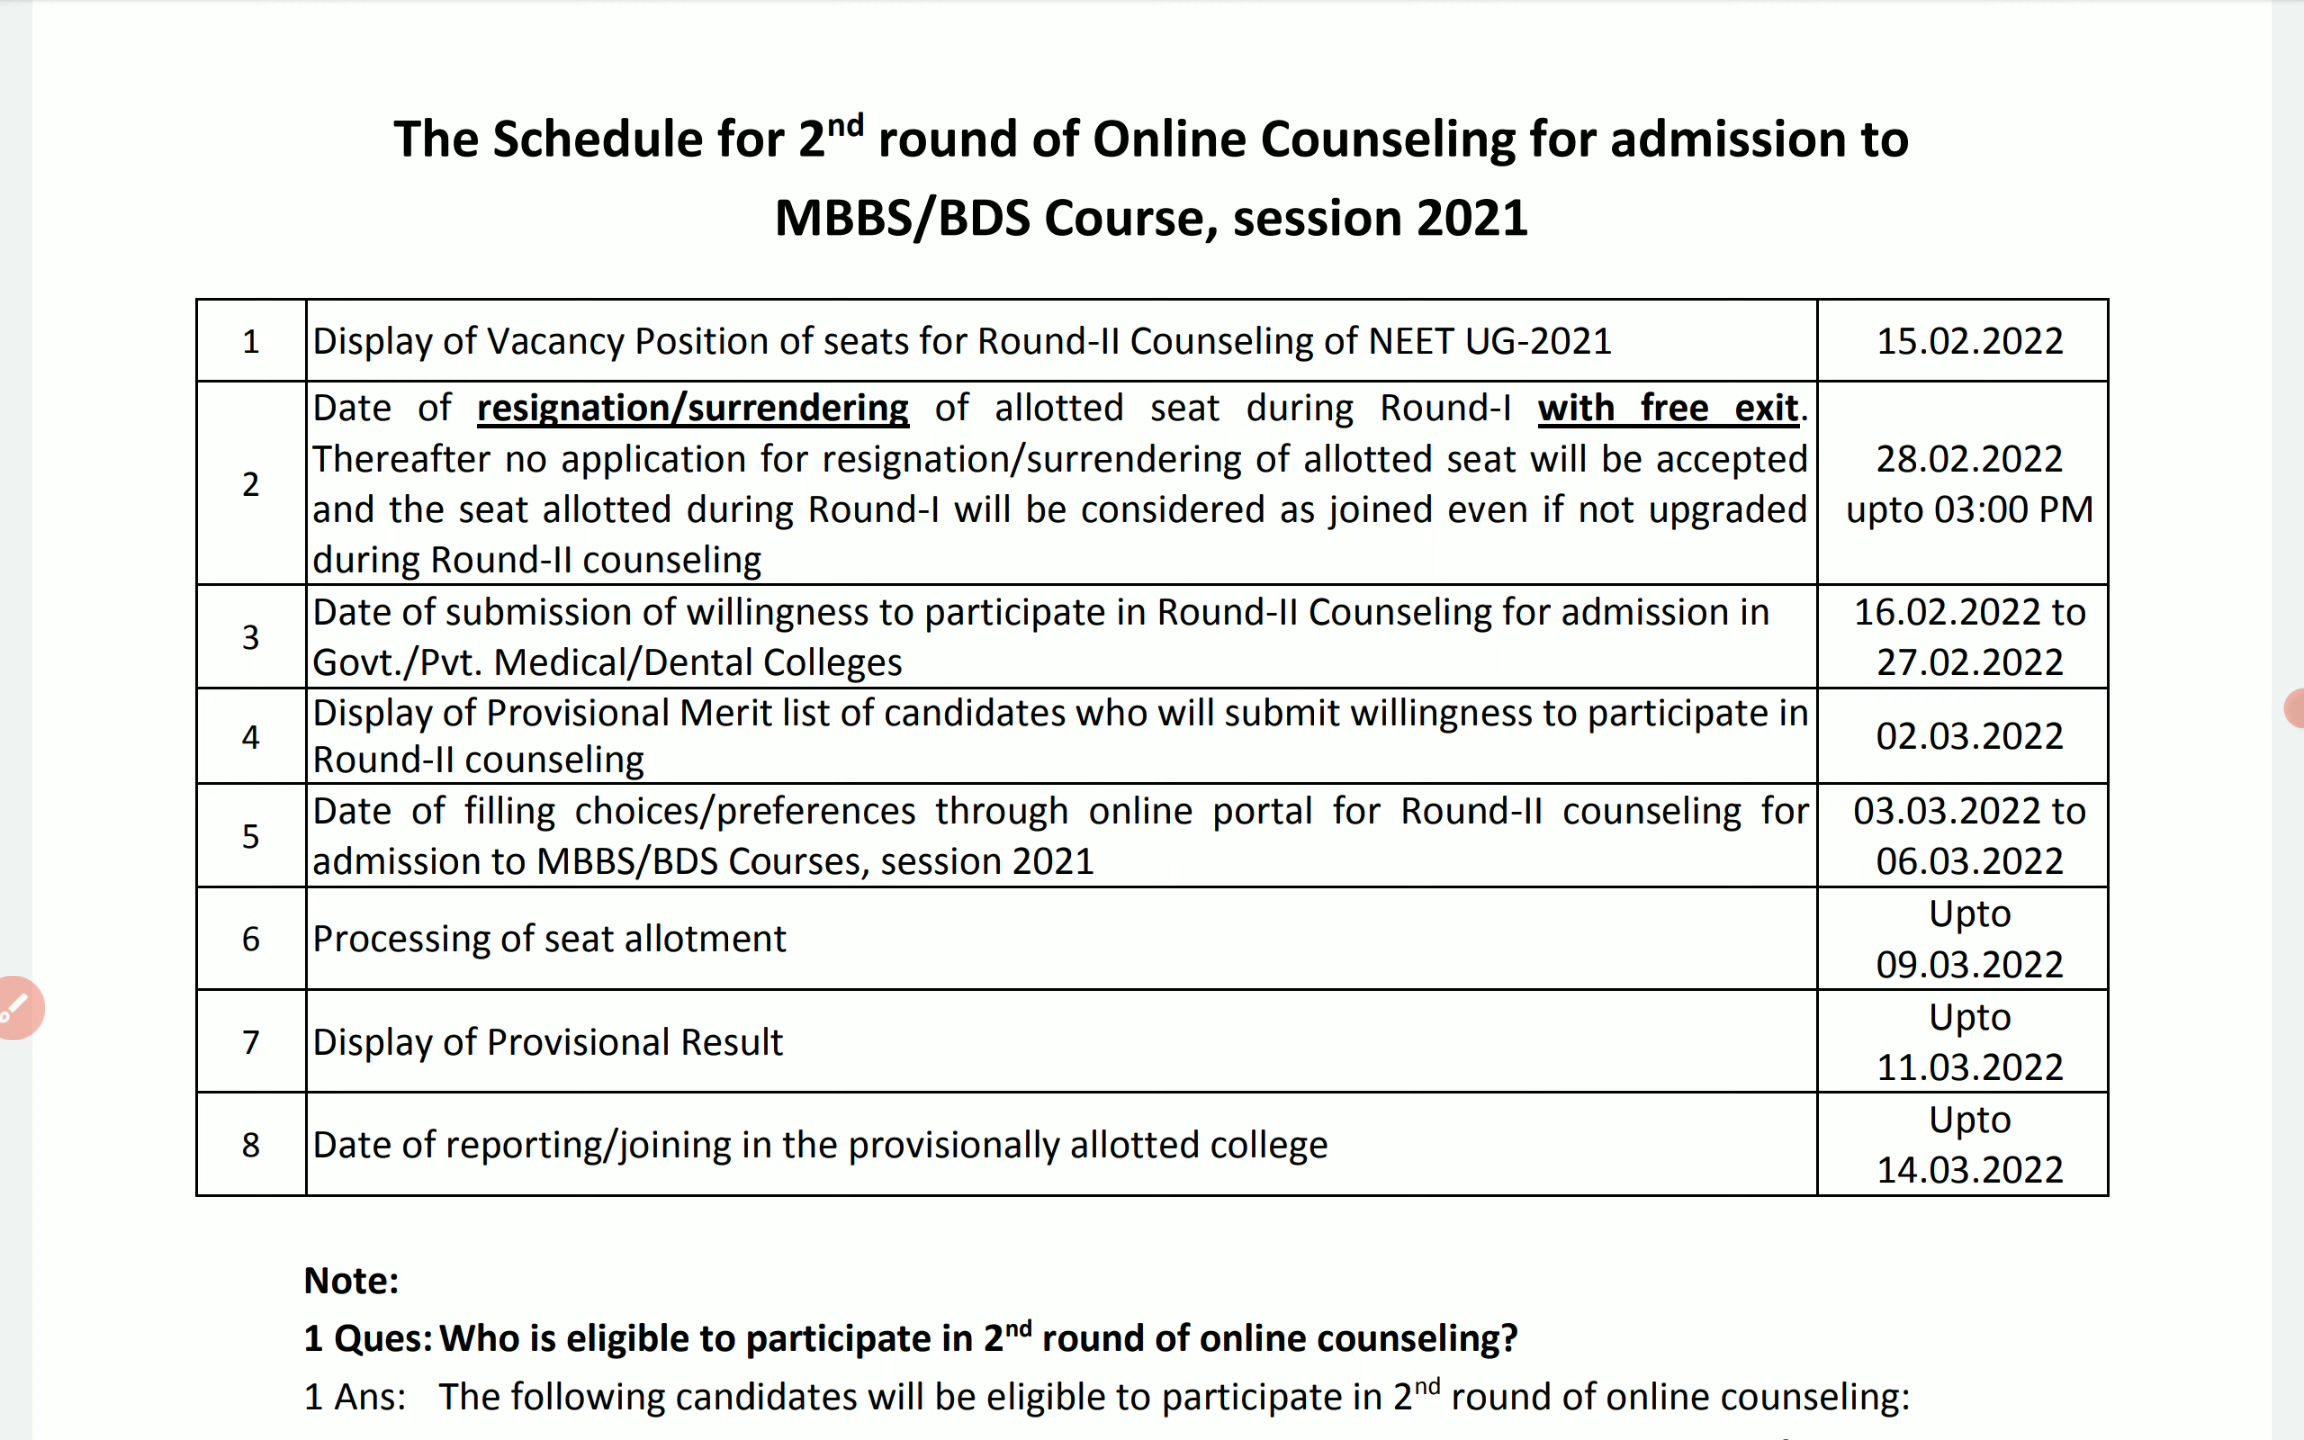 The Schedule for 2nd round of Online Counseling for admission to
MBBS/BDS Course, session 2021
1 Display of Vacancy Position of seats for Round-II Counseling of NEET UG-2021 15.02.2022
2 Date of resignation/surrendering of allotted seat during Round-I with free exit.
Thereafter no application for resignation/surrendering of allotted seat will be accepted
and the seat allotted during Round-I will be considered as joined even if not upgraded
during Round-II counseling
28.02.2022
upto 03:00 PM
3 Date of submission of willingness to participate in Round-II Counseling for admission in
Govt./Pvt. Medical/Dental Colleges
16.02.2022 to
27.02.2022
4 Display of Provisional Merit list of candidates who will submit willingness to participate in
Round-II counseling
02.03.2022
5 Date of filling choices/preferences through online portal for Round-II counseling for
admission to MBBS/BDS Courses, session 2021
03.03.2022 to
06.03.2022
6 Processing of seat allotment
Upto
09.03.2022
7 Display of Provisional Result
Upto
11.03.2022
8 Date of reporting/joining in the provisionally allotted college
Upto
14.03.2022
Note:
1 Ques: Who is eligible to participate in 2nd round of online counseling?
1 Ans: The following candidates will be eligible to participate in 2nd round of online counseling: